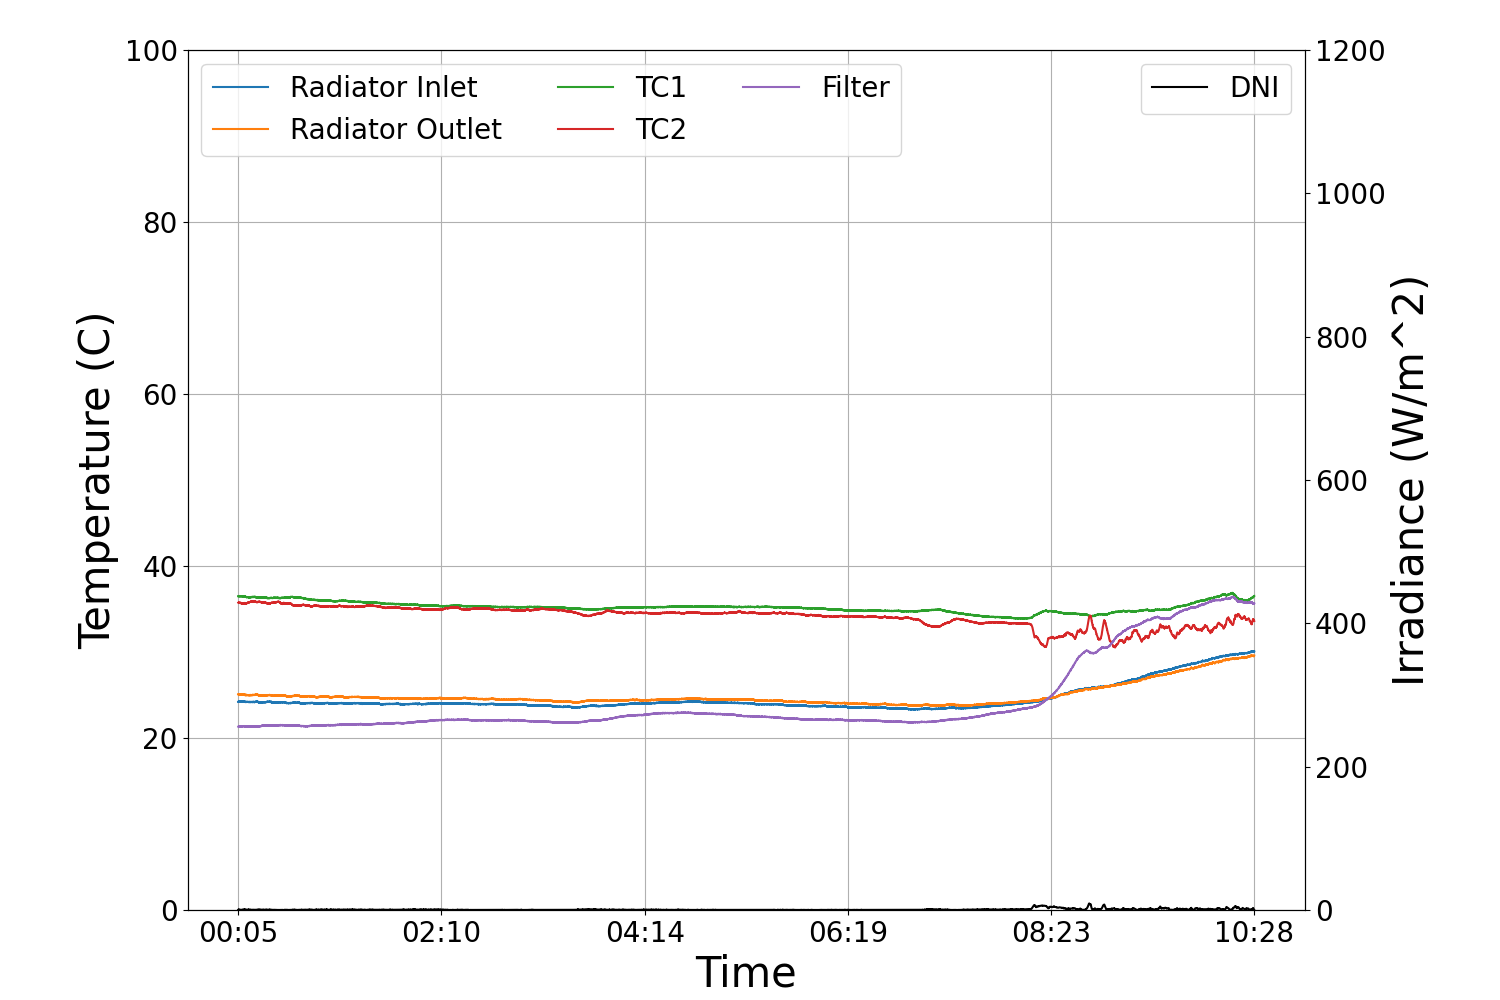 Radiator Inlet
Radiator Outlet
TC1
TC2
Filter
DNI
Temperature (C)
100
80
60
40
20
0
1200
1000
800
600
400
200
0
Irradiance (W/m^2)
00:05 02:10 04:14 06:19 08:23 10:28
Time